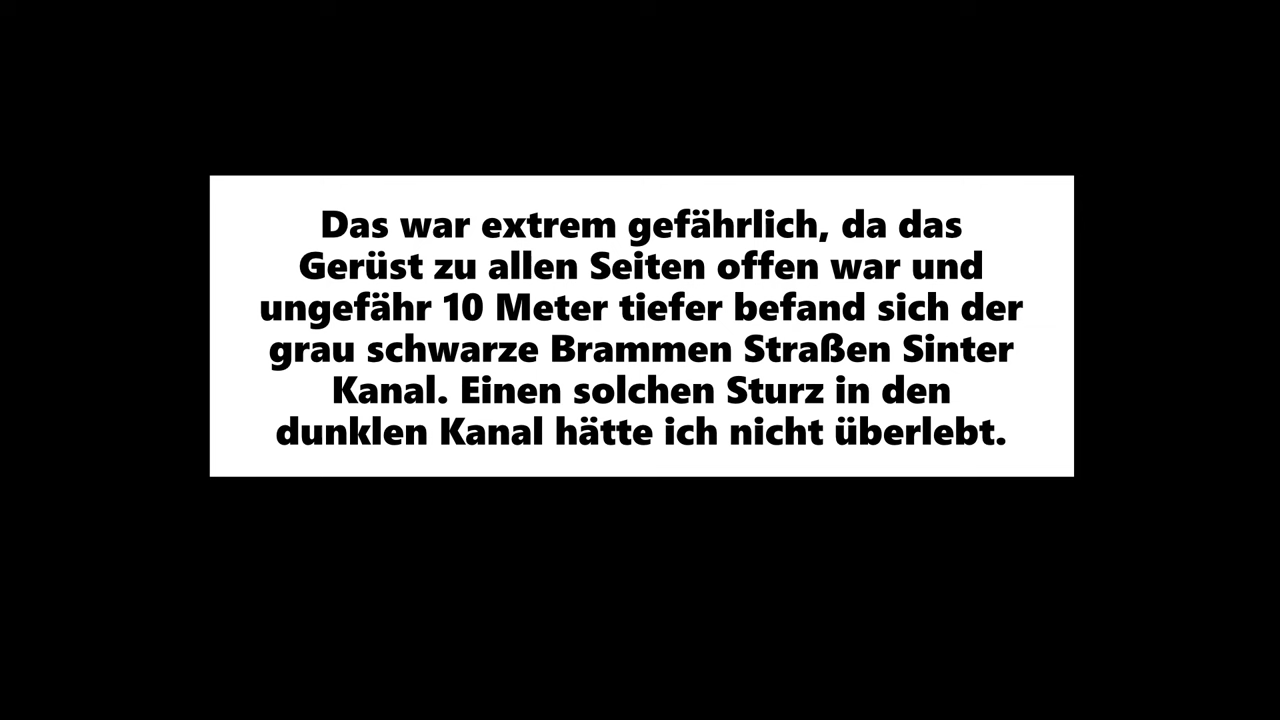 Das war extrem gefährlich, da das
Gerüst zu allen Seiten offen war und
ungefähr 10 Meter tiefer befand sich der
grau schwarze Brammen Straßen Sinter
Kanal. Einen solchen Sturz in den
dunklen Kanal hätte ich nicht überlebt.